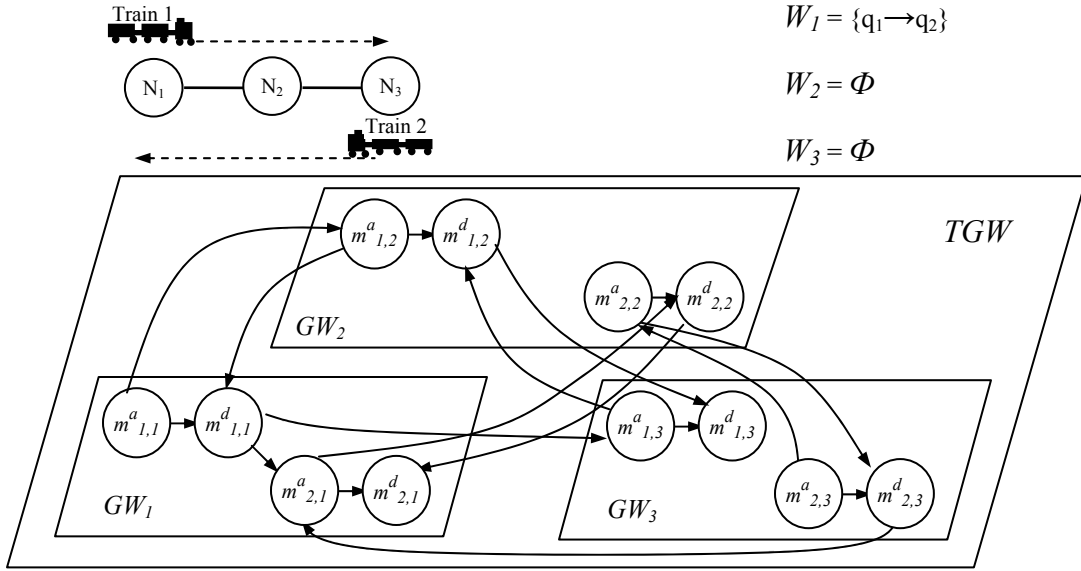 Train 1
W₁ = {q₁→q₂}
N₁ N₂ N₃
W₂ = Φ
Train 2
W₃ = Φ
TGW
mᵃ₁,₂ mᵈ₁,₂
mᵃ₂,₂ mᵈ₂,₂
GW₂
mᵃ₁,₁ mᵈ₁,₁
mᵃ₁,₃ mᵈ₁,₃
mᵃ₂,₁ mᵈ₂,₁
mᵃ₂,₃ mᵈ₂,₃
GW₁
GW₃